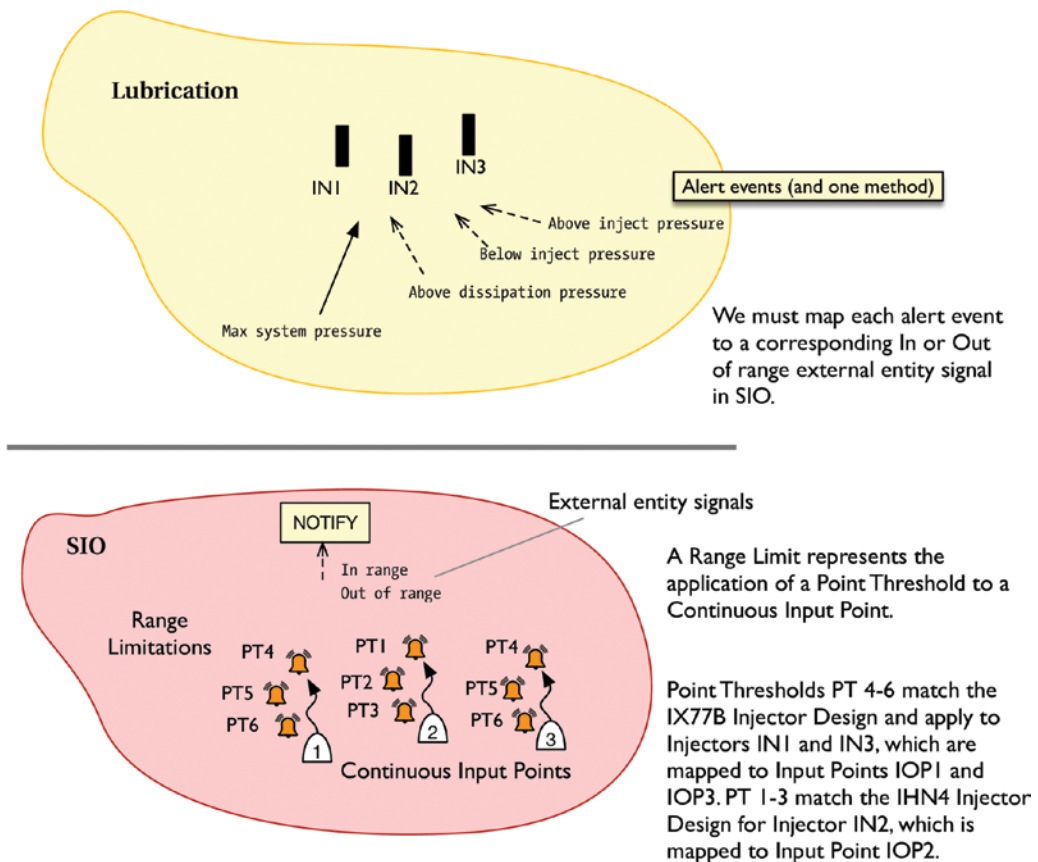 Lubrication
IN1
IN2
IN3
Alert events (and one method)
Above inject pressure
Below inject pressure
Above dissipation pressure
Max system pressure
We must map each alert event
to a corresponding In or Out
of range external entity signal
in SIO.
SIO
NOTIFY
External entity signals
In range
Out of range
Range
Limitations
PT4
PT5
PT6
1
PT1
PT2
PT3
2
PT4
PT5
PT6
3
Continuous Input Points
A Range Limit represents the
application of a Point Threshold to a
Continuous Input Point.
Point Thresholds PT 4-6 match the
IX77B Injector Design and apply to
Injectors IN1 and IN3, which are
mapped to Input Points IOP1 and
IOP3. PT 1-3 match the IHN4 Injector
Design for Injector IN2, which is
mapped to Input Point IOP2.